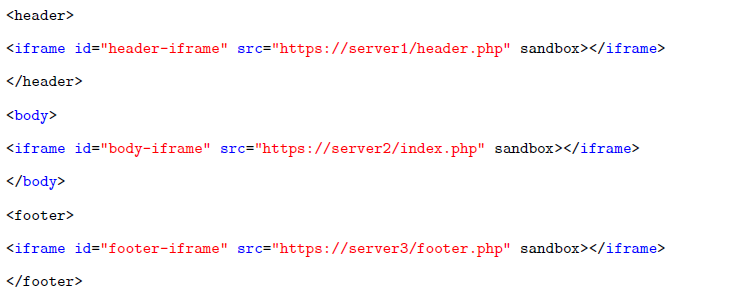 <header>
<iframe id="header-iframe" src="https://server1/header.php" sandbox></iframe>
</header>
<body>
<iframe id="body-iframe" src="https://server2/index.php" sandbox></iframe>
</body>
<footer>
<iframe id="footer-iframe" src="https://server3/footer.php" sandbox></iframe>
</footer>